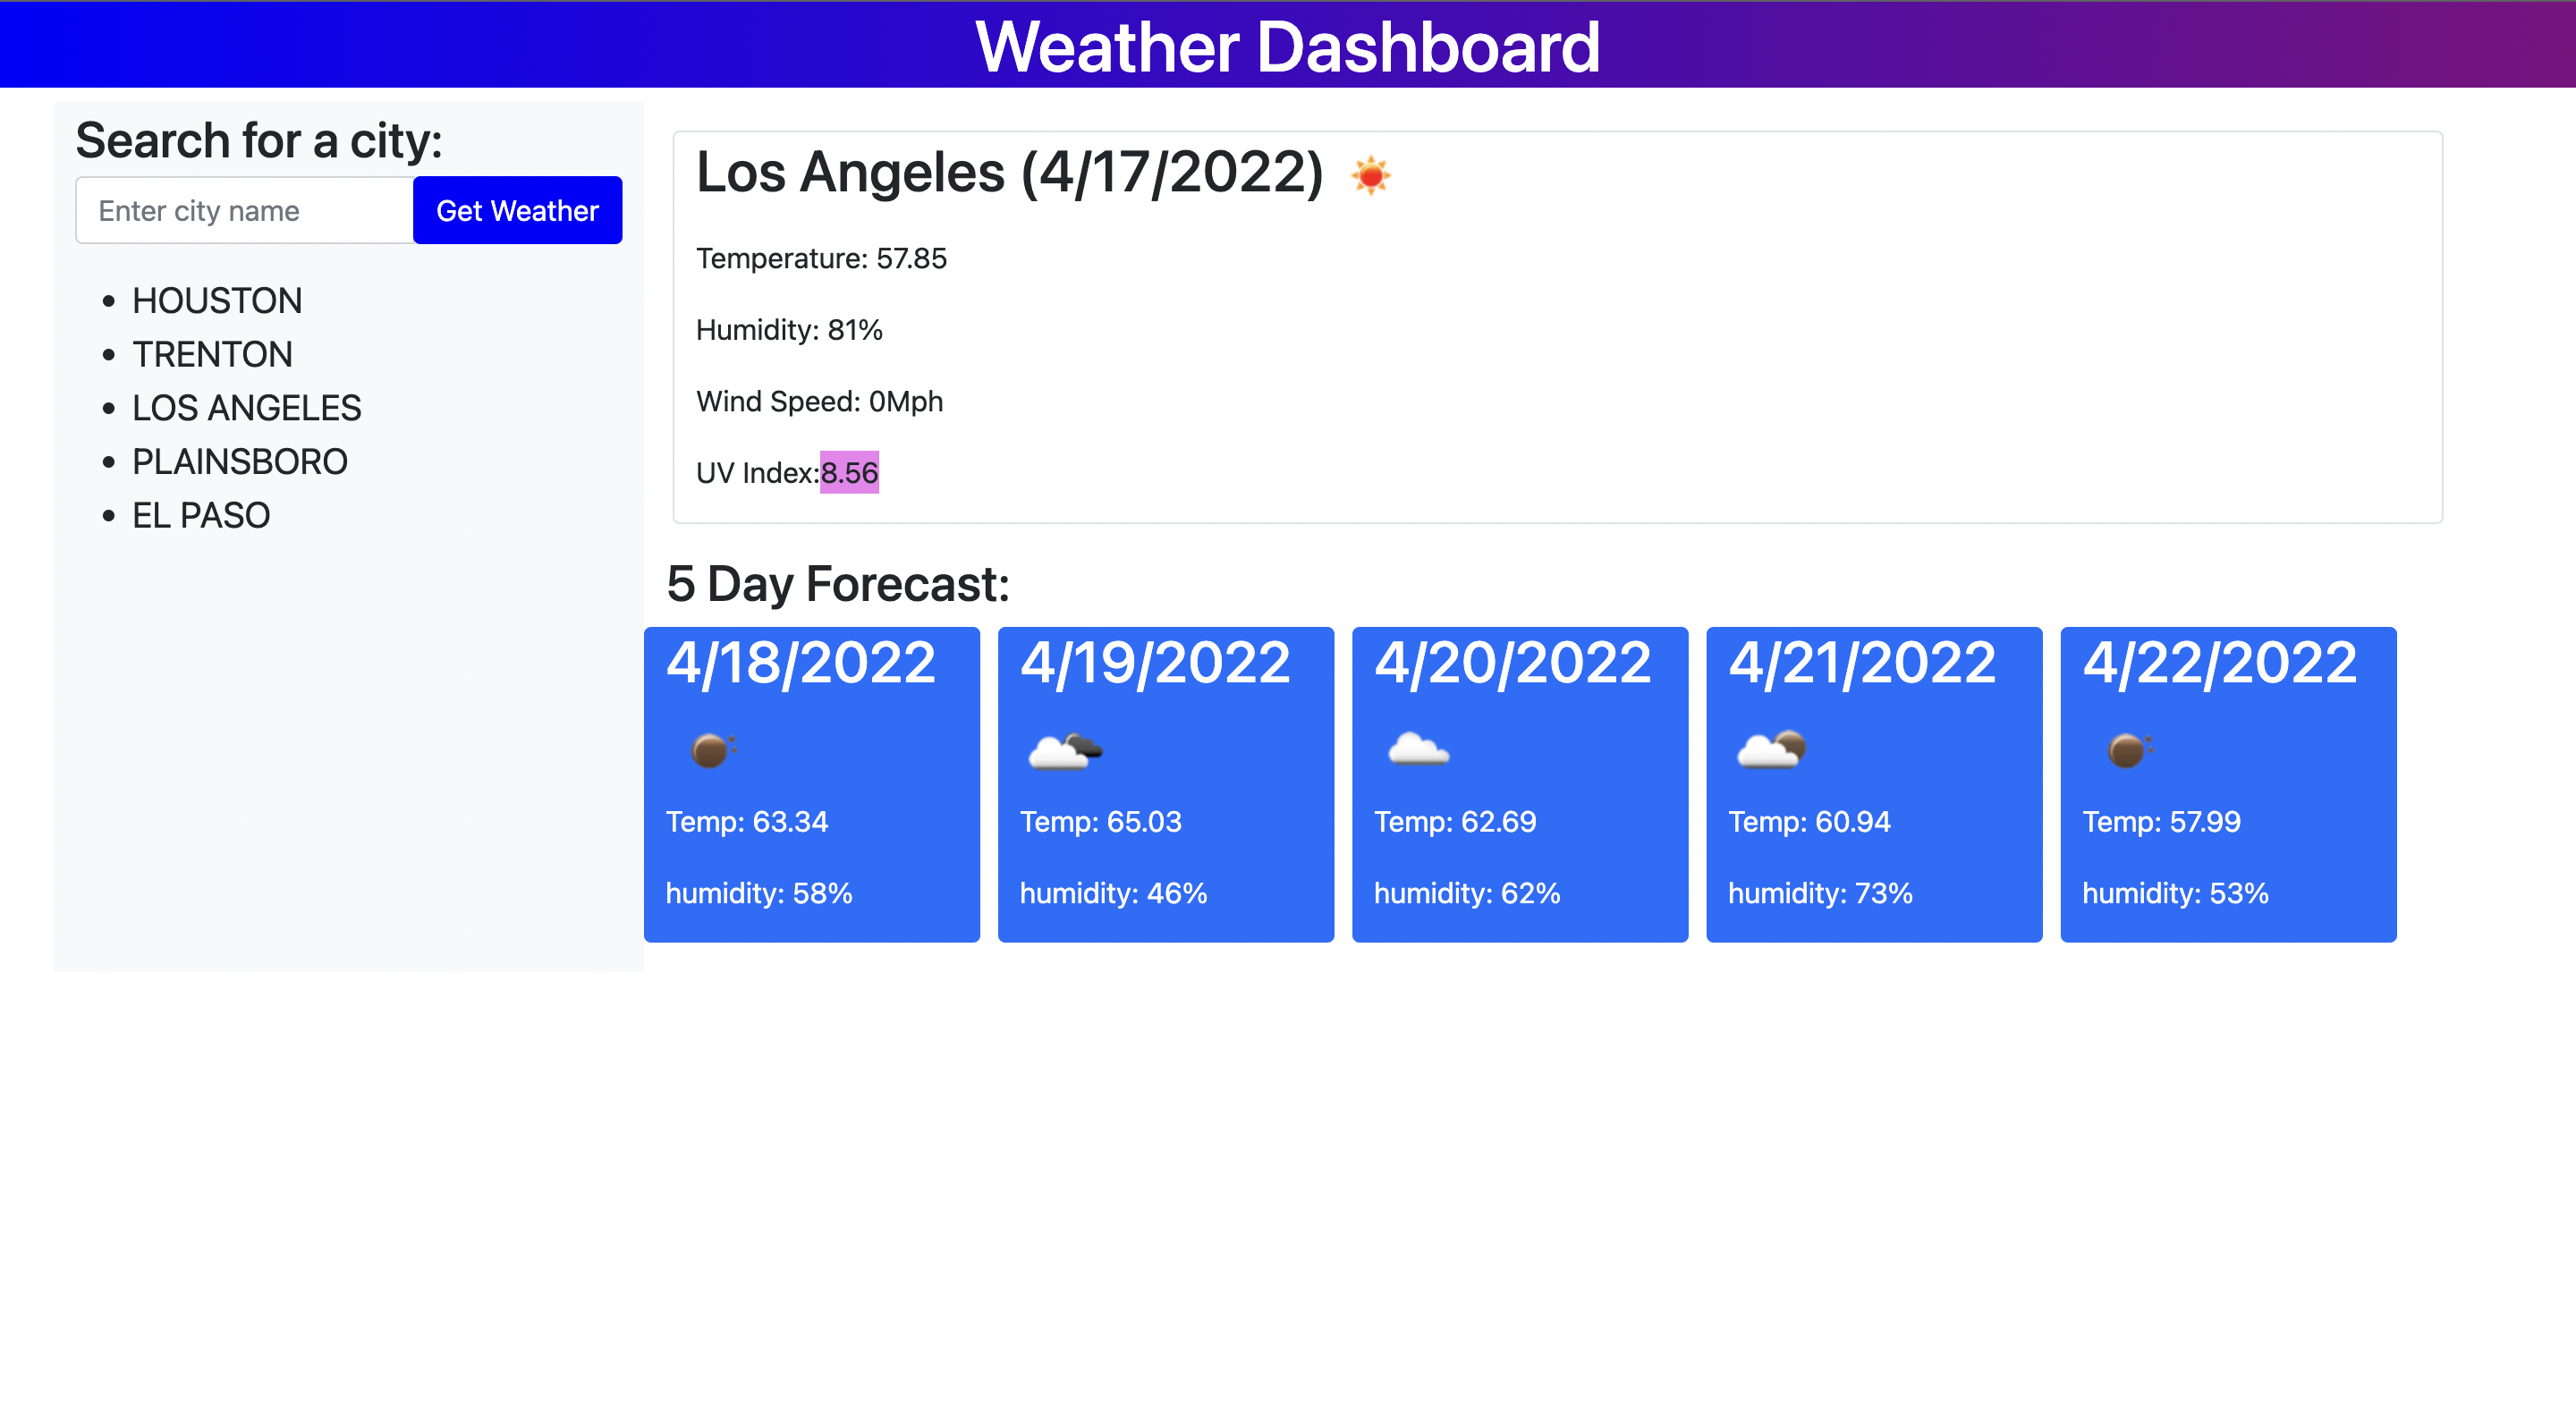 Weather Dashboard
Search for a city:
Enter city name
Get Weather
HOUSTON
TRENTON
LOS ANGELES
PLAINSBORO
EL PASO
Los Angeles (4/17/2022)
Temperature: 57.85
Humidity: 81%
Wind Speed: 0Mph
UV Index:8.56
5 Day Forecast:
4/18/2022
Temp: 63.34
humidity: 58%
4/19/2022
Temp: 65.03
humidity: 46%
4/20/2022
Temp: 62.69
humidity: 62%
4/21/2022
Temp: 60.94
humidity: 73%
4/22/2022
Temp: 57.99
humidity: 53%